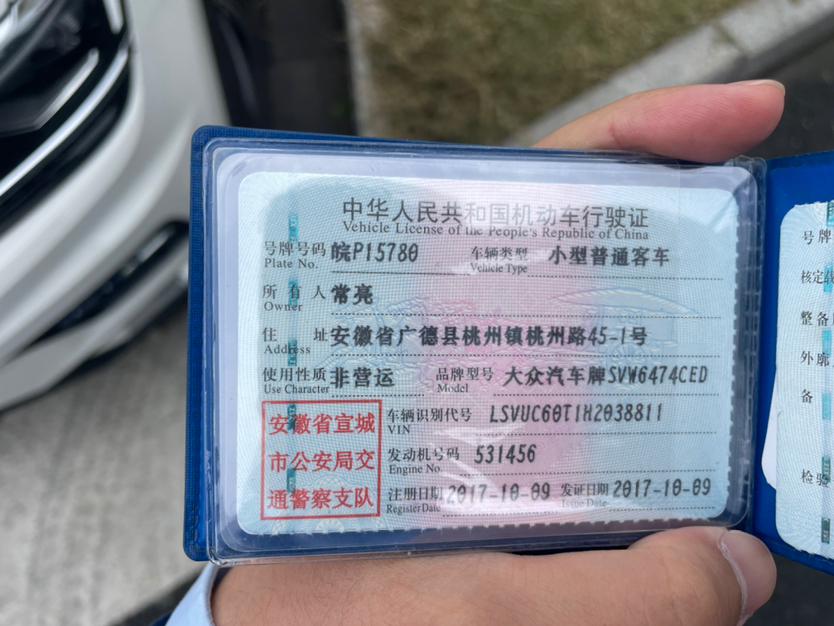 中华人民共和国机动车行驶证
Vehicle License of the People's Republic of China
号牌号码 皖P15780 车辆类型 小型普通客车
Plate No. Vehicle Type
所有人 常亮
Owner
住址 安徽省广德县桃州镇桃州路45-1号
Address
使用性质 非营运 品牌型号 大众汽车牌SVW6474CED
Use Character Model
安徽省宣城
市公安局交
通警察支队
车辆识别代号 LSVUC60T1H2038811
VIN
发动机号码 531456
Engine No.
注册日期 2017-10-09 发证日期 2017-10-09
Register Date Issue Date
号牌
核定载
整备
外廓
备
检验